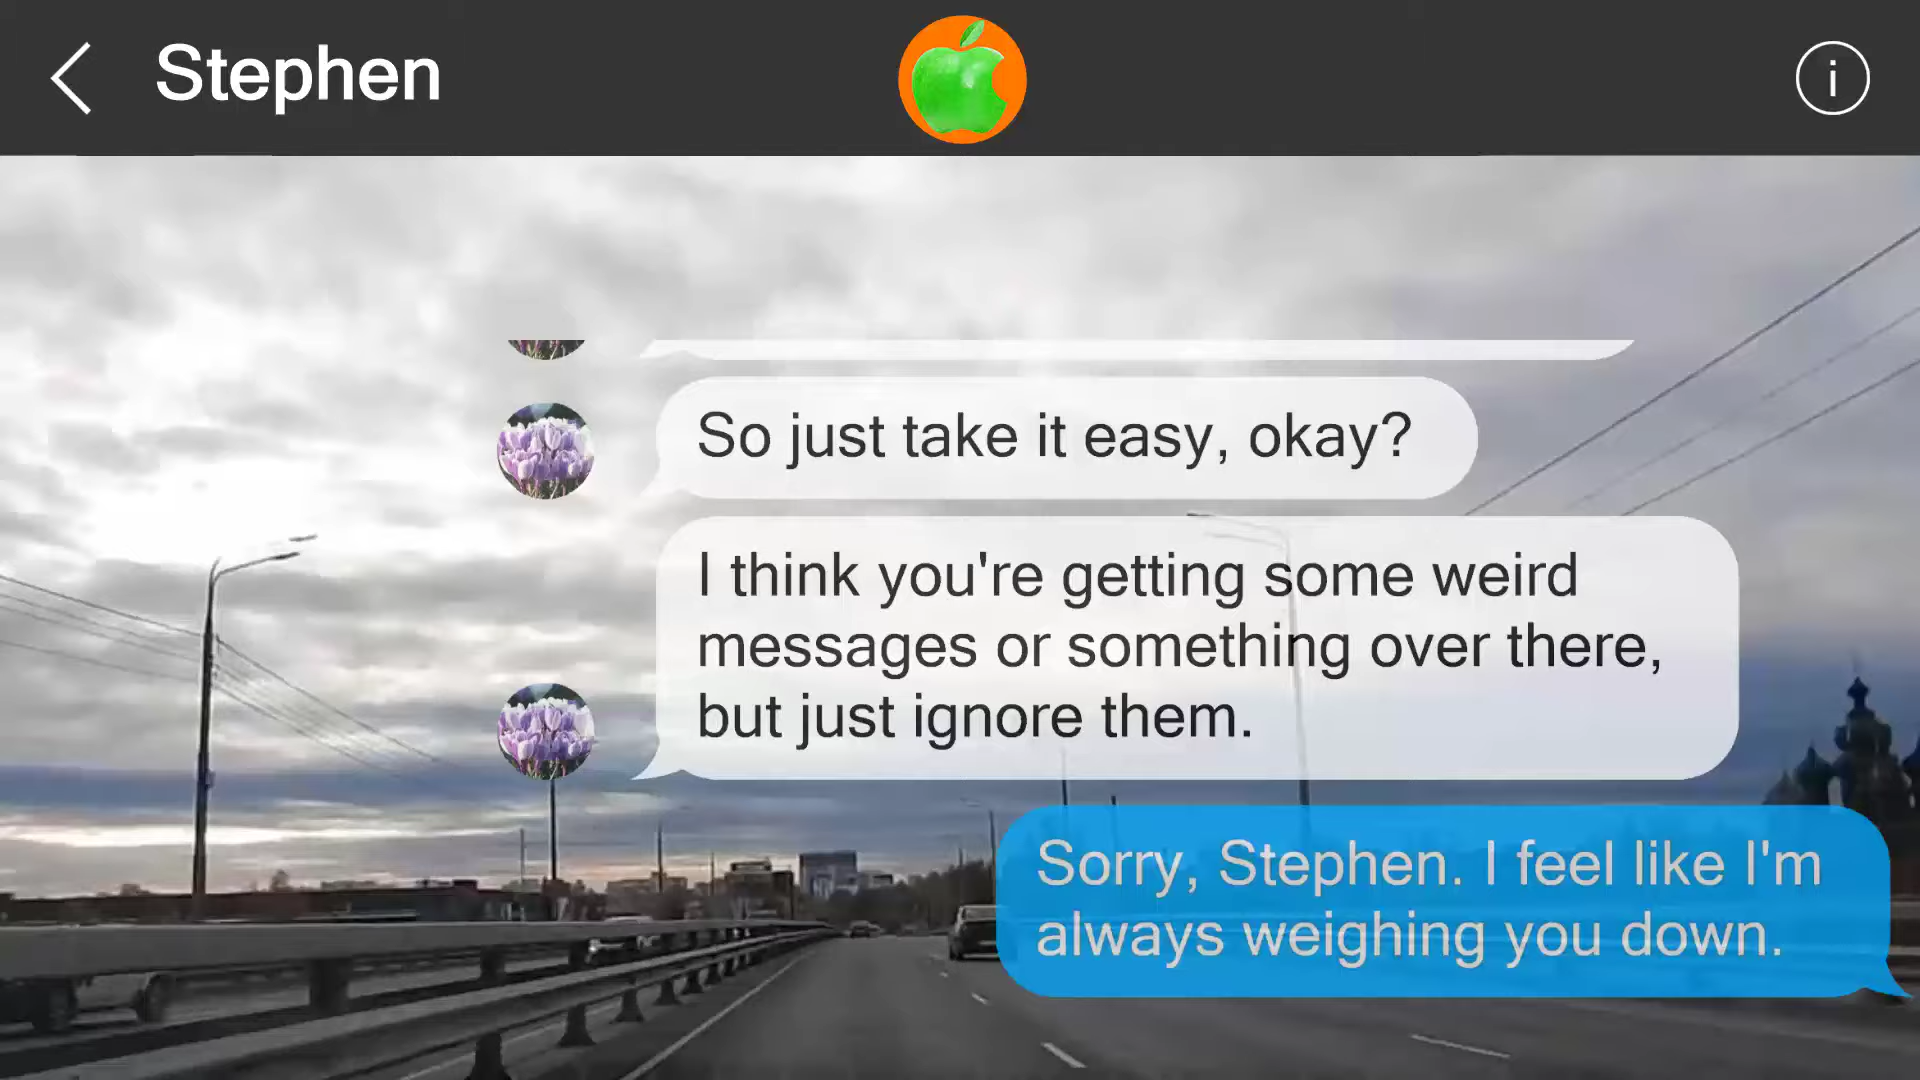 Stephen
i
So just take it easy, okay?
I think you're getting some weird
messages or something over there,
but just ignore them.
Sorry, Stephen. I feel like I'm
always weighing you down.